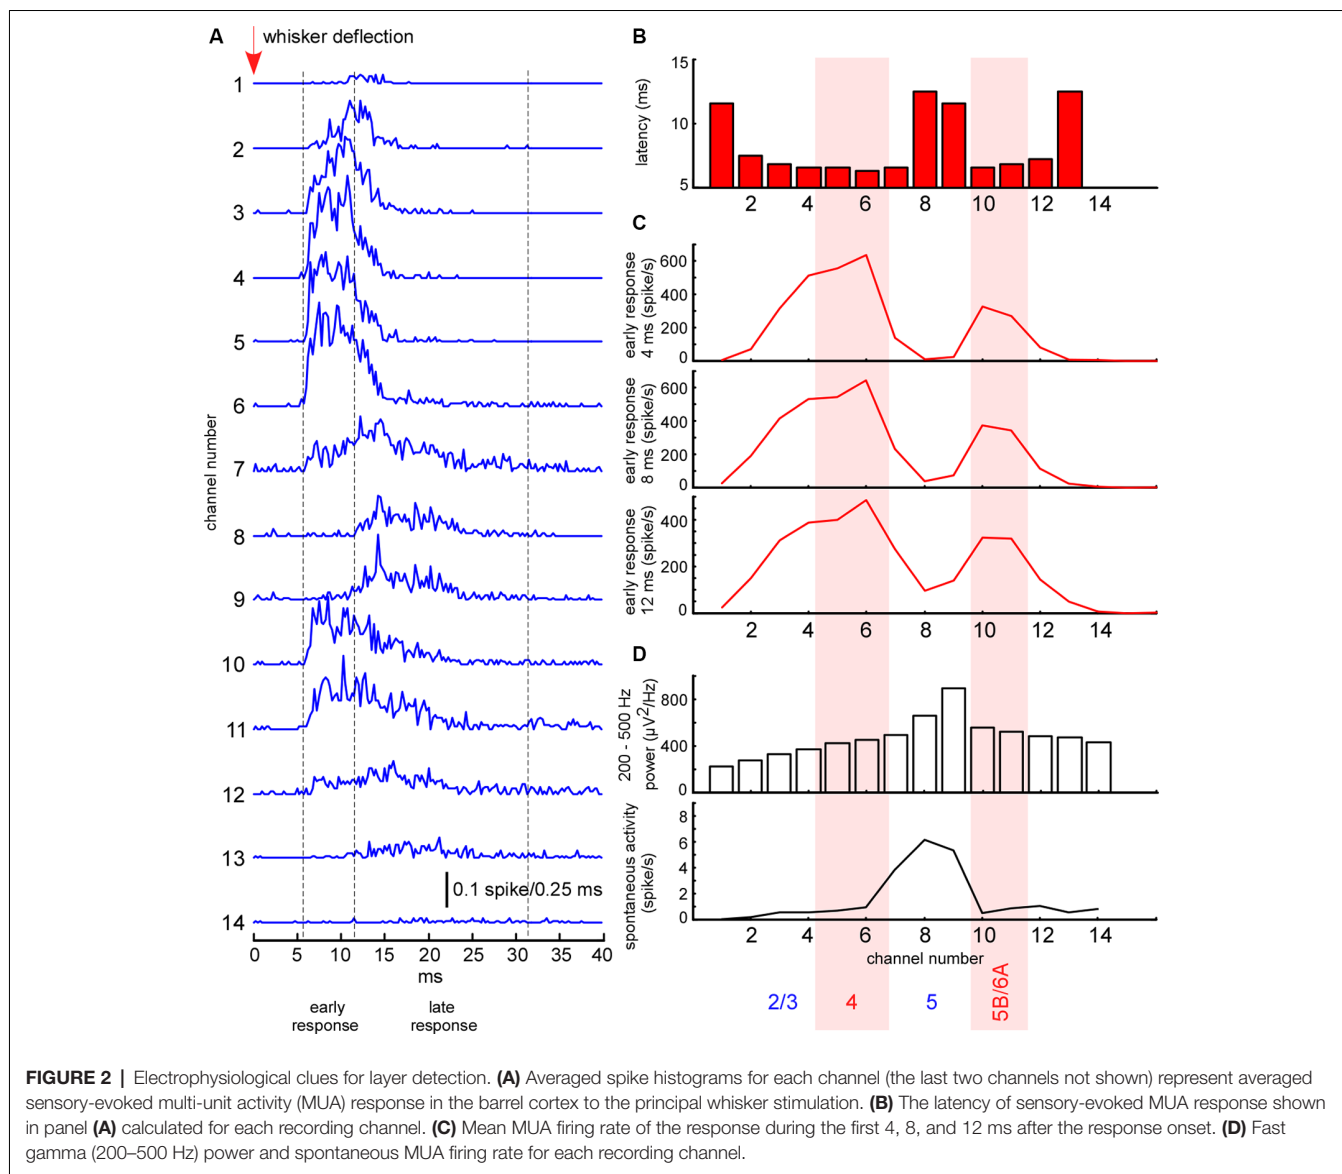 A
whisker deflection
1
2
3
4
5
6
7
8
9
10
11
12
13
14
channel number
0.1 spike/0.25 ms
0 5 10 15 20 25 30 35 40
ms
early
response
late
response
B
15
10
5
latency (ms)
2 4 6 8 10 12 14
C
600
400
200
0
early response
4 ms (spike/s)
600
400
200
0
early response
8 ms (spike/s)
400
200
0
early response
12 ms (spike/s)
2 4 6 8 10 12 14
D
800
400
0
200 - 500 Hz
power (µV²/Hz)
8
6
4
2
0
spontaneous activity
(spike/s)
2 4 6 8 10 12 14
channel number
2/3 4 5 5B/6A
FIGURE 2 | Electrophysiological clues for layer detection. (A) Averaged spike histograms for each channel (the last two channels not shown) represent averaged
sensory-evoked multi-unit activity (MUA) response in the barrel cortex to the principal whisker stimulation. (B) The latency of sensory-evoked MUA response shown
in panel (A) calculated for each recording channel. (C) Mean MUA firing rate of the response during the first 4, 8, and 12 ms after the response onset. (D) Fast
gamma (200–500 Hz) power and spontaneous MUA firing rate for each recording channel.